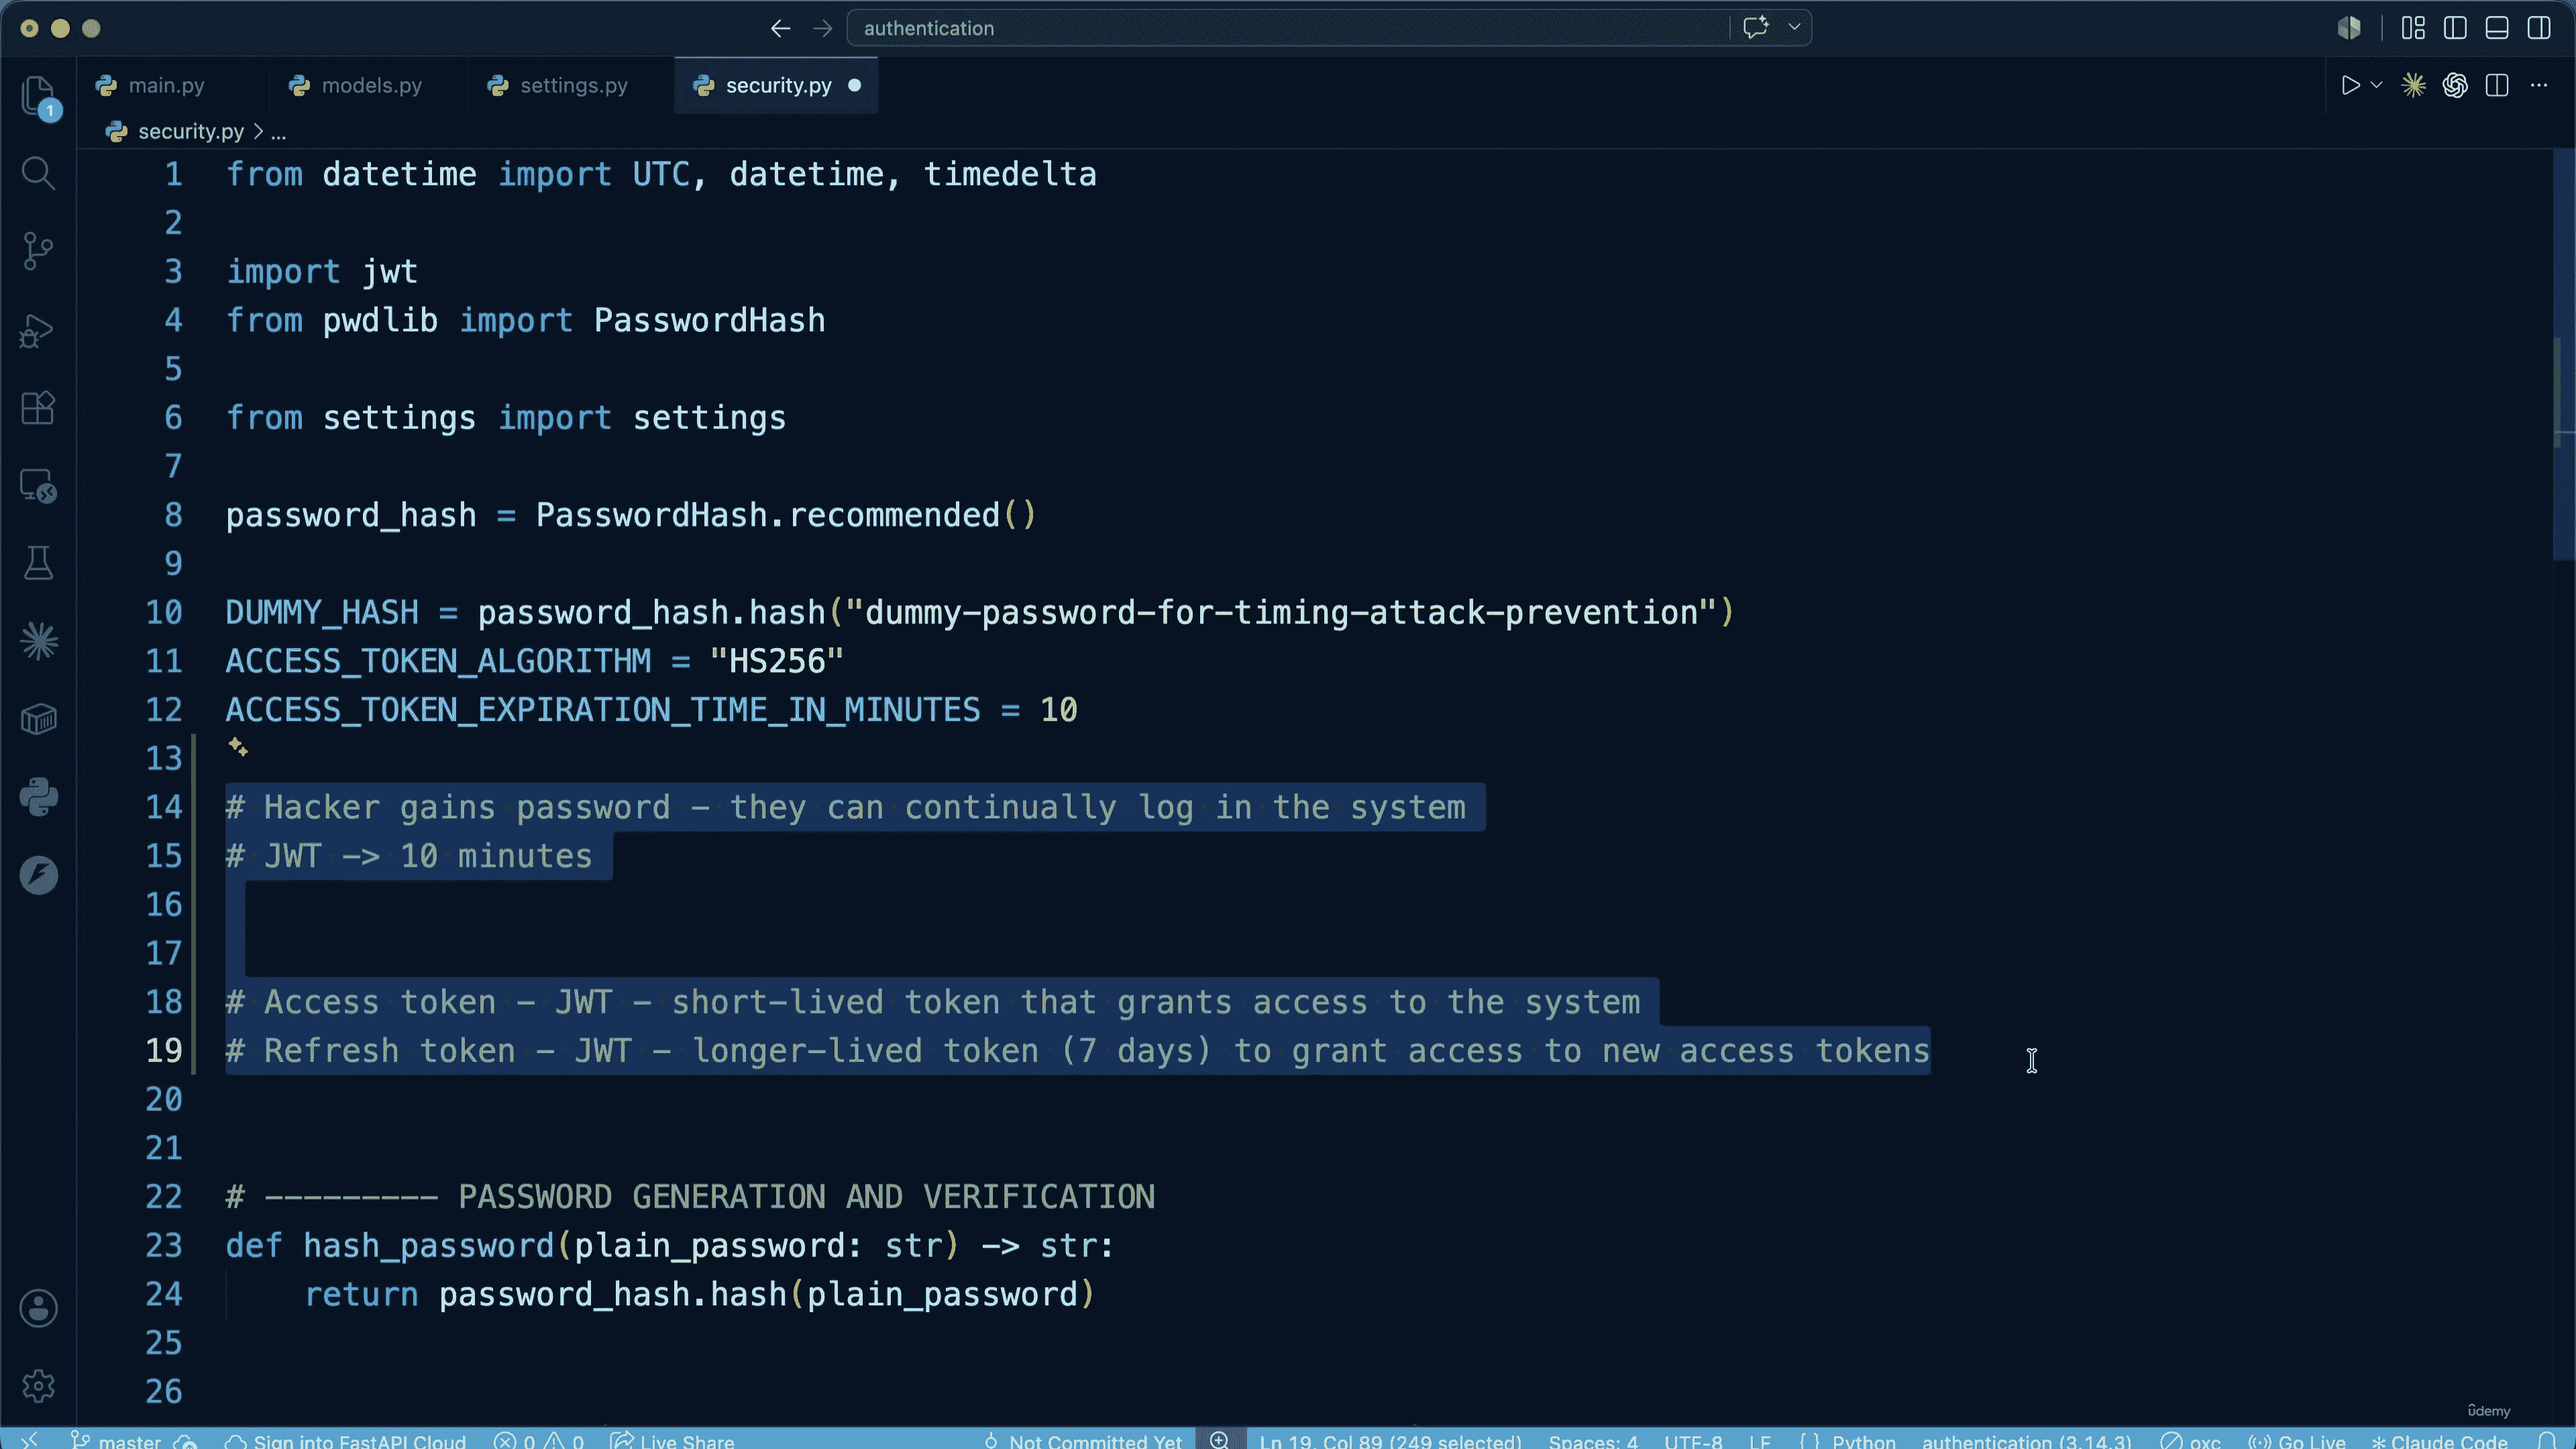 authentication
main.py
models.py
settings.py
security.py
1
security.py > ...
1 from datetime import UTC, datetime, timedelta
2
3 import jwt
4 from pwdlib import PasswordHash
5
6 from settings import settings
7
8 password_hash = PasswordHash.recommended()
9
10 DUMMY_HASH = password_hash.hash("dummy-password-for-timing-attack-prevention")
11 ACCESS_TOKEN_ALGORITHM = "HS256"
12 ACCESS_TOKEN_EXPIRATION_TIME_IN_MINUTES = 10
13
14 # Hacker gains password - they can continually log in the system
15 # JWT -> 10 minutes
16
17
18 # Access token - JWT - short-lived token that grants access to the system
19 # Refresh token - JWT - longer-lived token (7 days) to grant access to new access tokens
20
21
22 # --------- PASSWORD GENERATION AND VERIFICATION
23 def hash_password(plain_password: str) -> str:
24     return password_hash.hash(plain_password)
25
26
ûdemy
master Sign into FastAPI Cloud 0 0 Live Share Not Committed Yet Ln 19, Col 89 (249 selected) Spaces: 4 UTF-8 LF { } Python authentication (3.14.3) oxc Go Live Claude Code